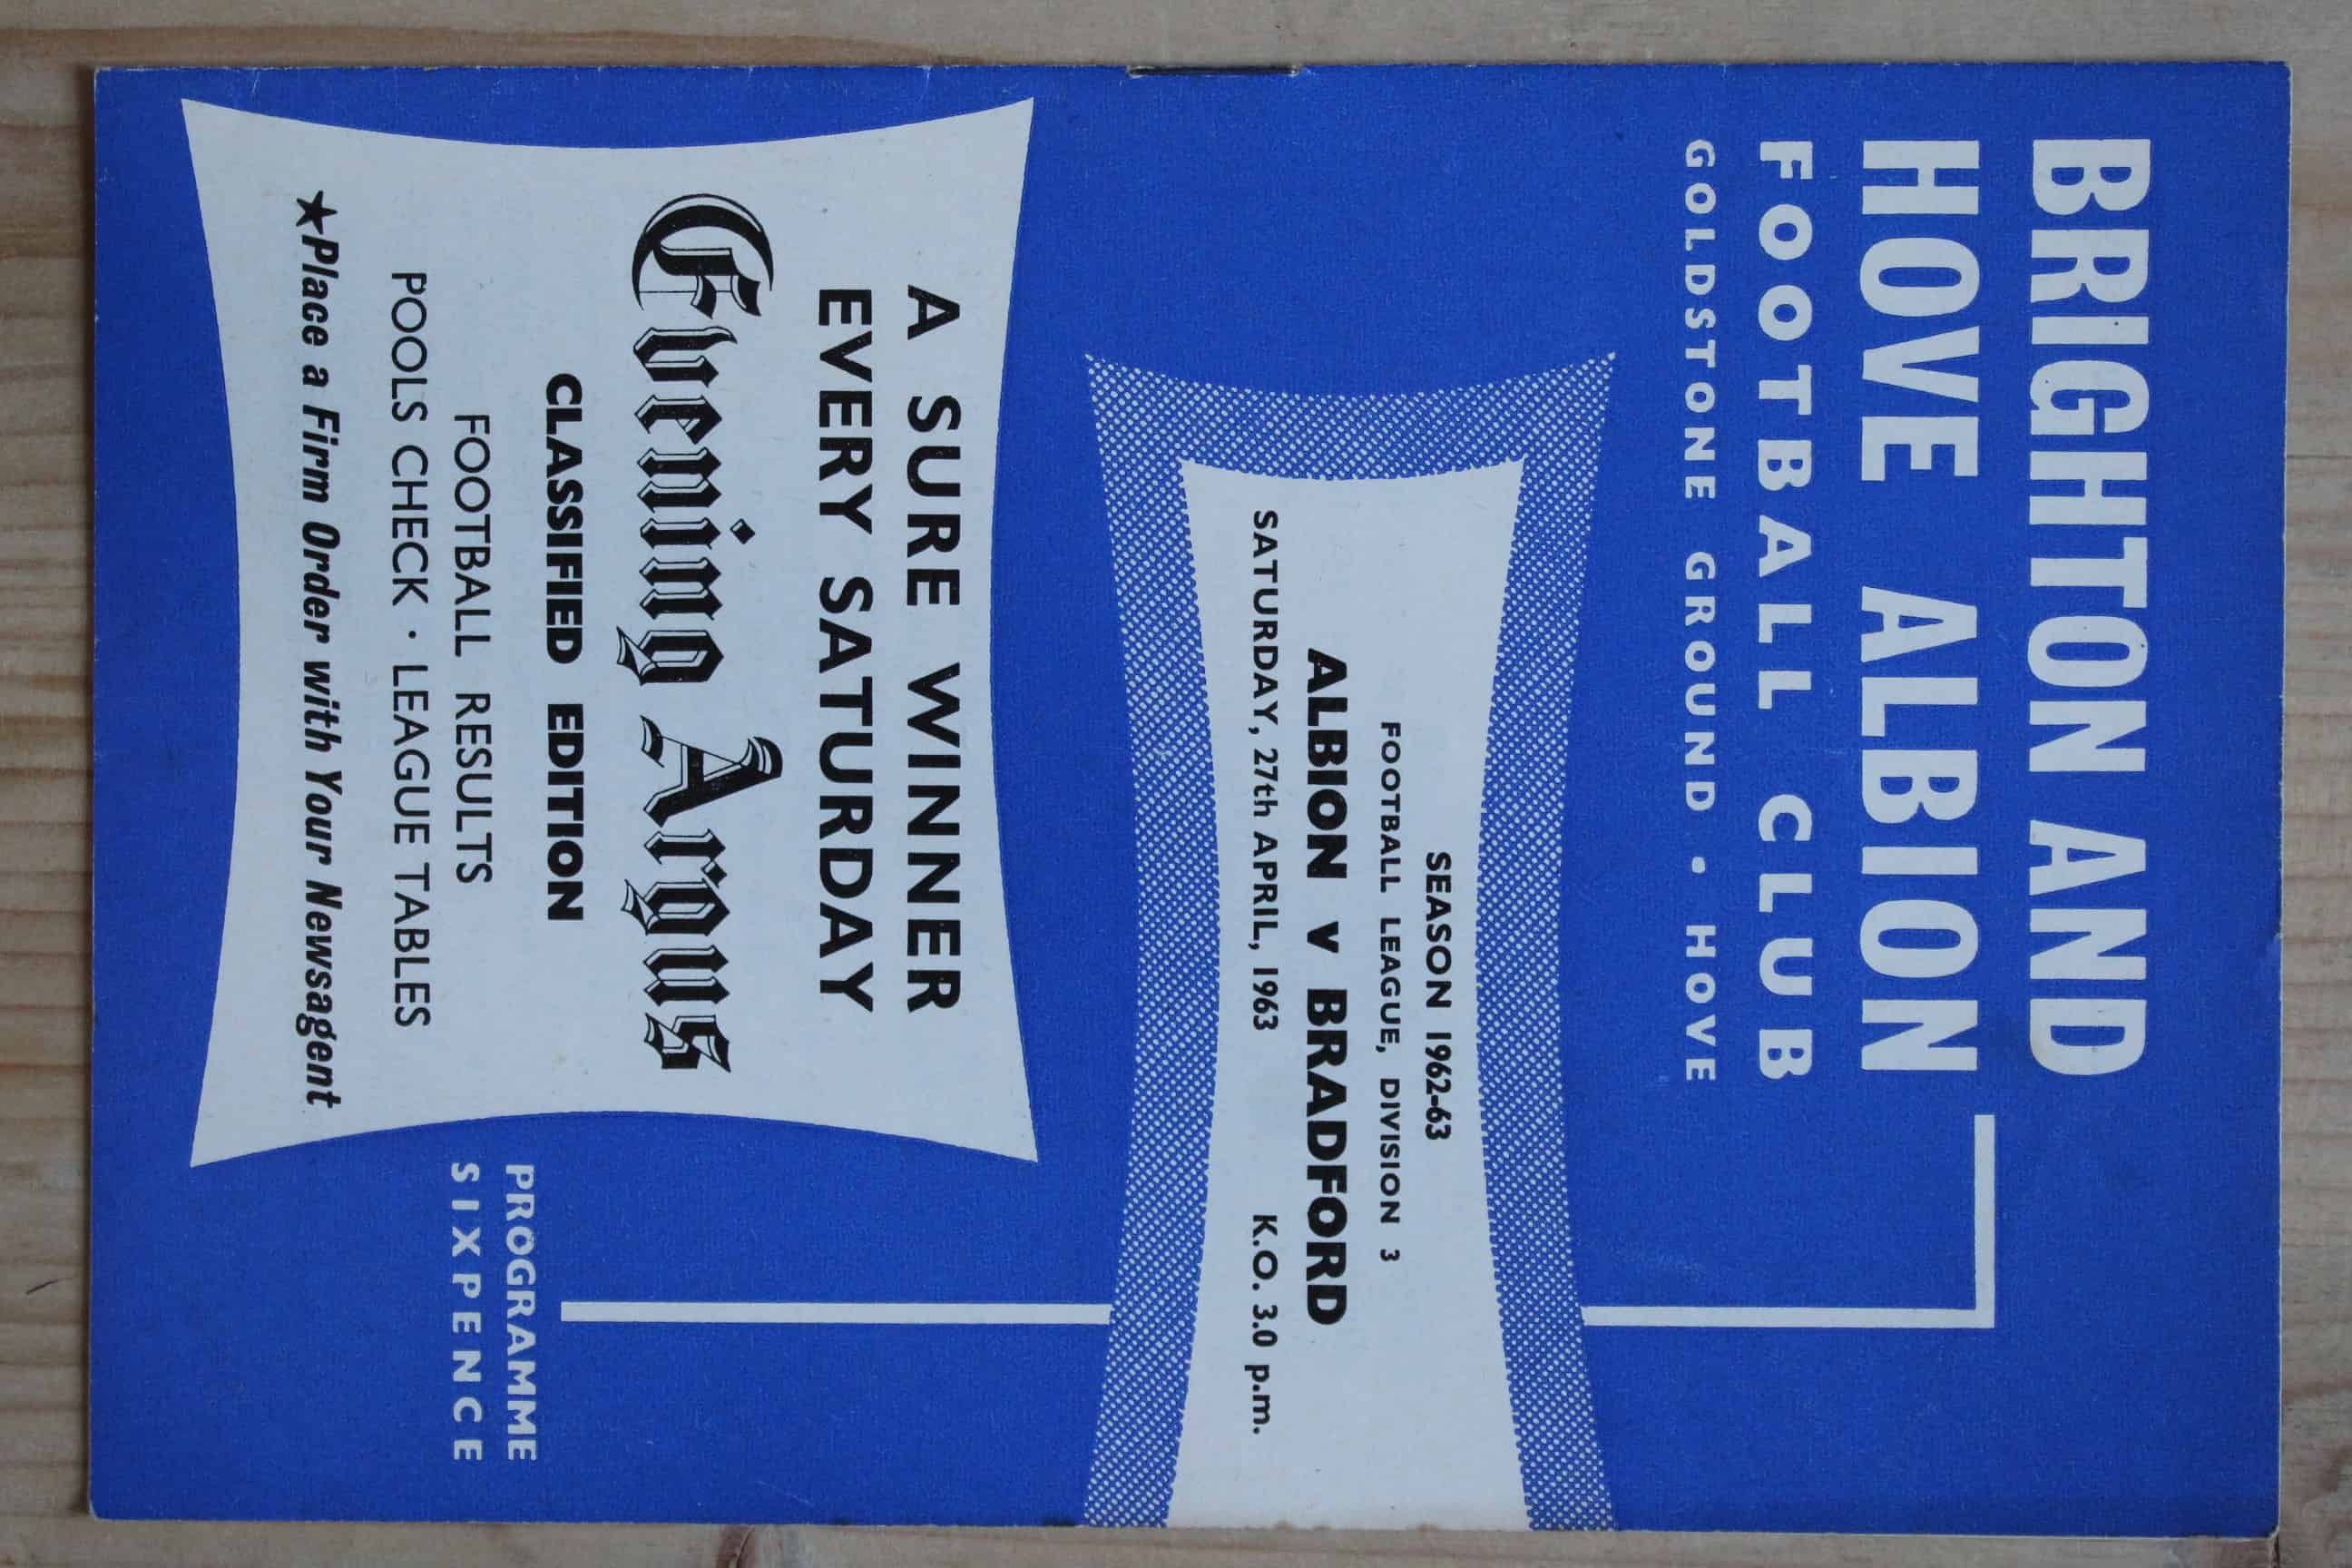 BRIGHTON AND
HOVE ALBION
FOOTBALL CLUB
GOLDSTONE GROUND • HOVE
SEASON 1962-63
FOOTBALL LEAGUE, DIVISION 3
ALBION v BRADFORD
SATURDAY, 27th APRIL, 1963 K.O. 3.0 p.m.
A SURE WINNER
EVERY SATURDAY
Evening Argus
CLASSIFIED EDITION
FOOTBALL RESULTS
POOLS CHECK · LEAGUE TABLES
★Place a Firm Order with Your Newsagent
PROGRAMME
SIXPENCE